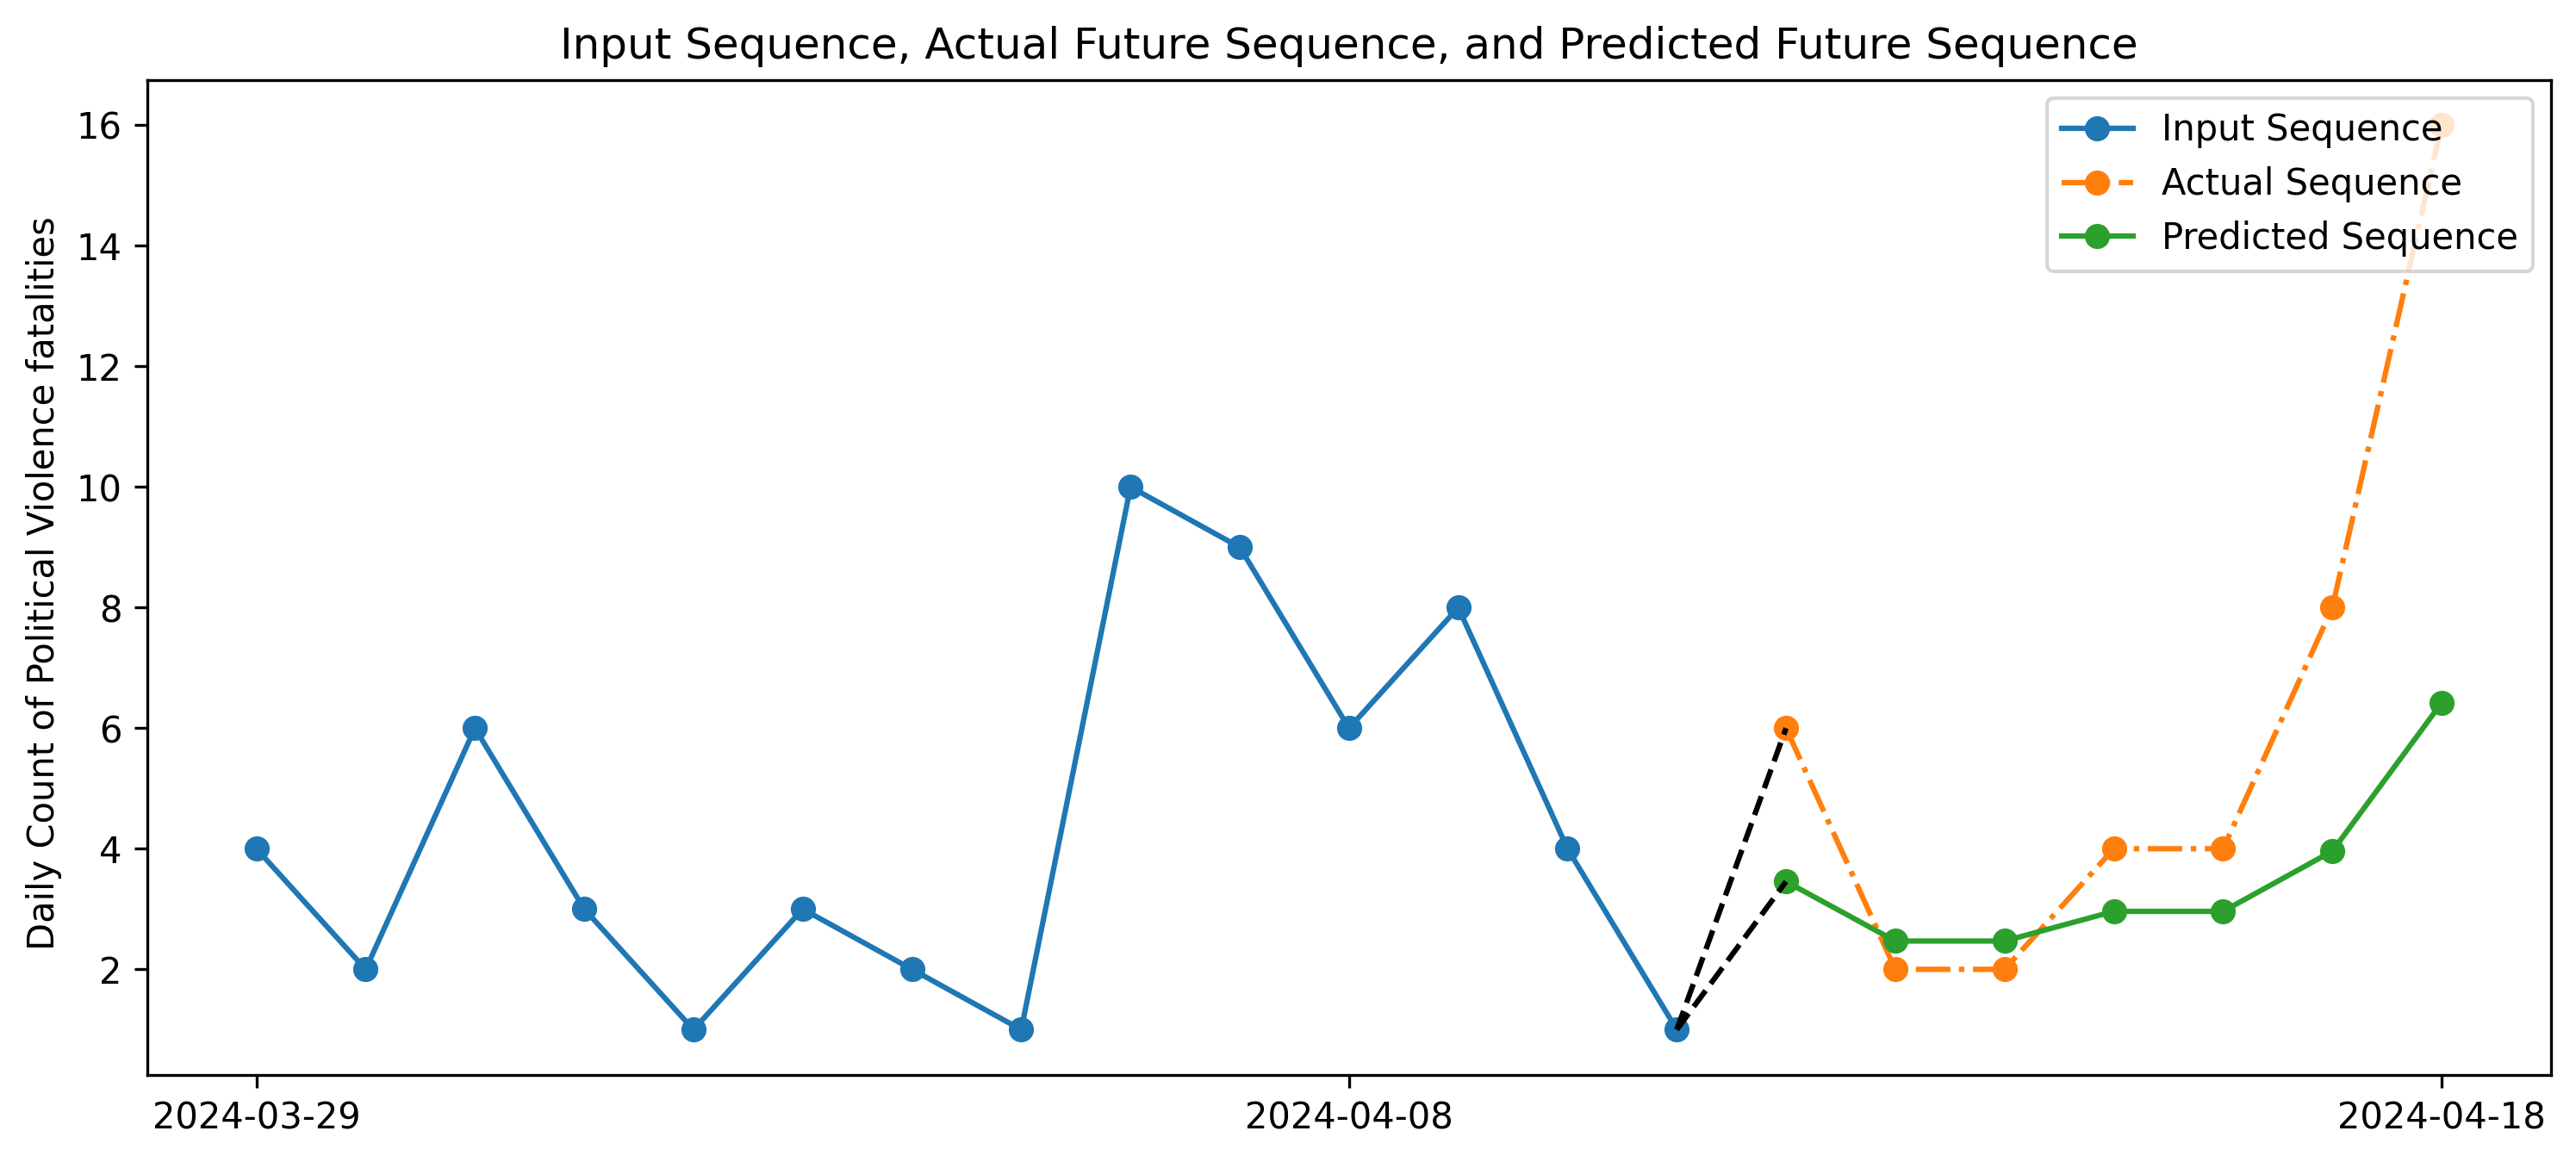 Input Sequence, Actual Future Sequence, and Predicted Future Sequence
Daily Count of Political Violence fatalities
16
14
12
10
8
6
4
2
Input Sequence
Actual Sequence
Predicted Sequence
2024-03-29
2024-04-08
2024-04-18